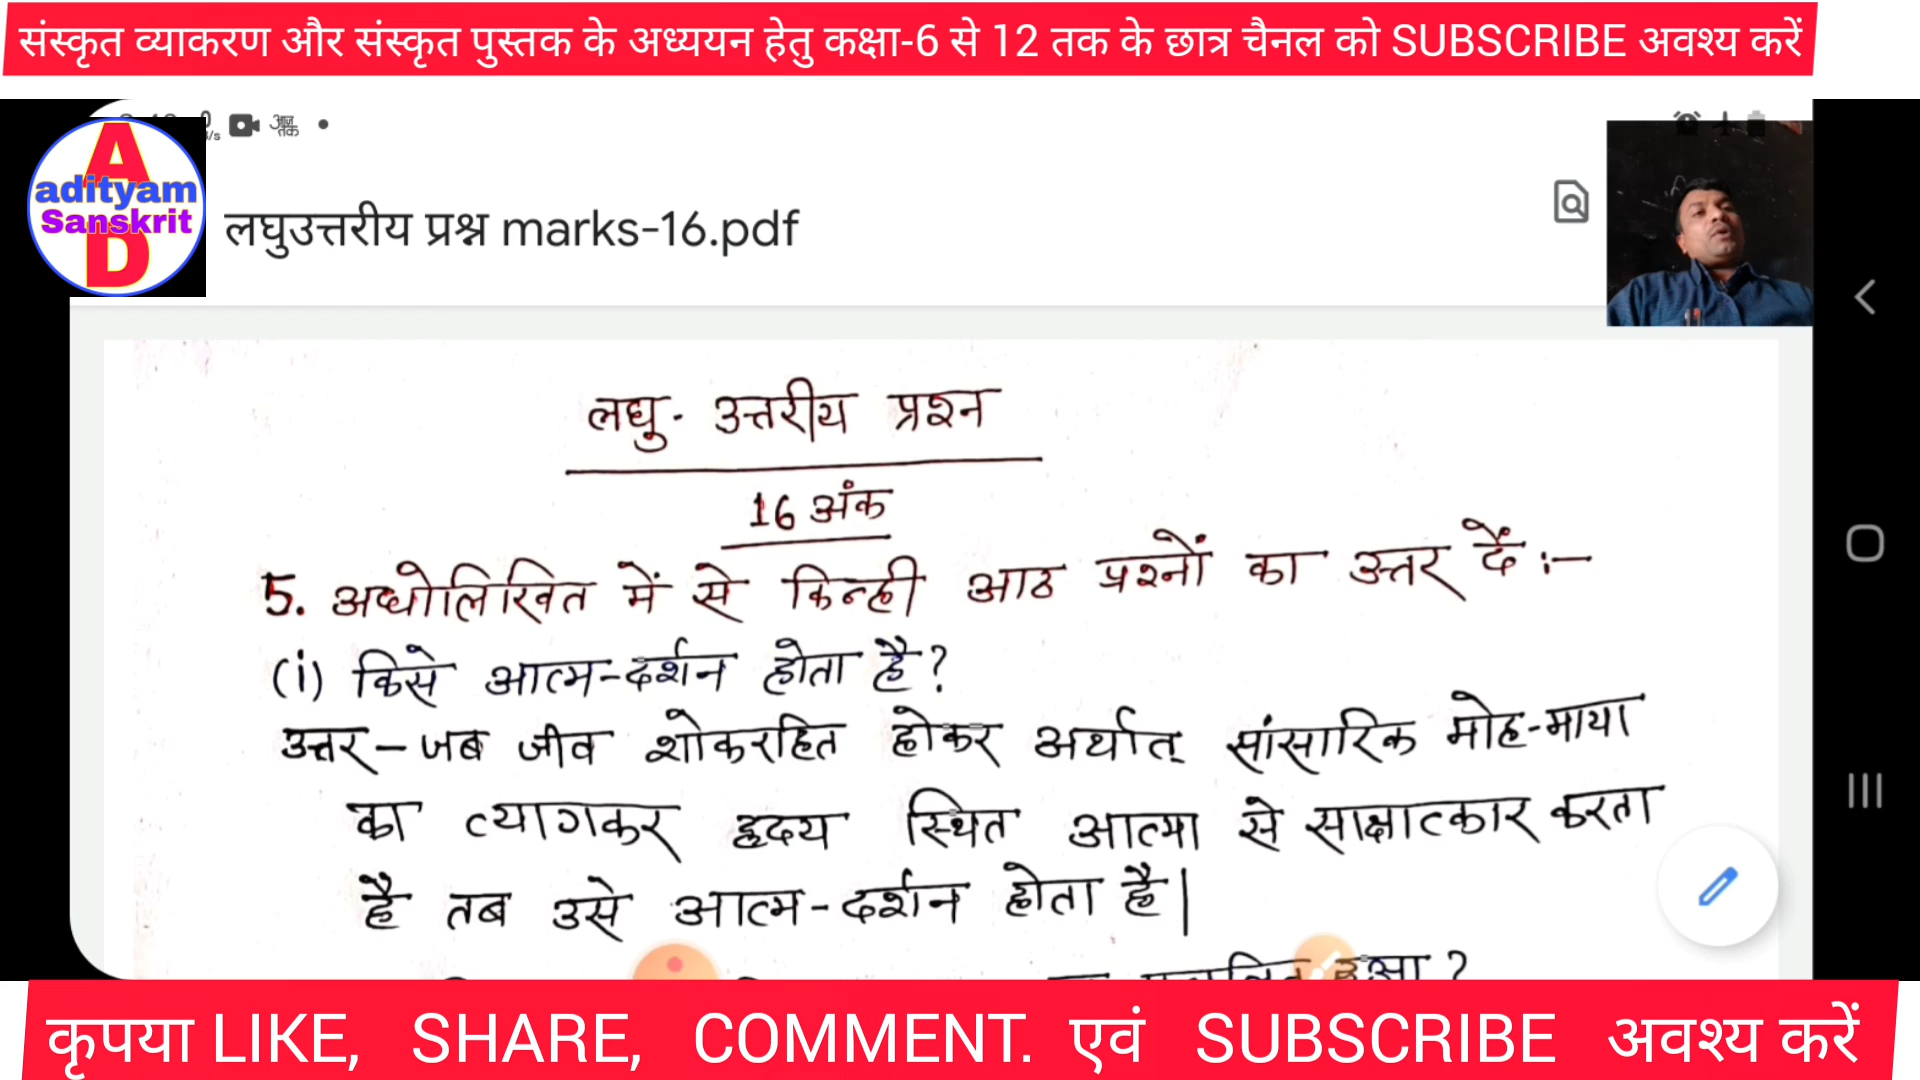 संस्कृत व्याकरण और संस्कृत पुस्तक के अध्ययन हेतु कक्षा-6 से 12 तक के छात्र चैनल को SUBSCRIBE अवश्य करें
आज तक
A
adityam
Sanskrit
D
लघुउत्तरीय प्रश्न marks-16.pdf
लघु- उत्तरीय प्रश्न
16 अंक
5. अधोलिखित में से किन्ही आठ प्रश्नों का उत्तर दें :-
(i) किसे आत्म-दर्शन होता है?
उत्तर - जब जीव शोकरहित होकर अर्थात् सांसारिक मोह-माया
का त्यागकर हृदय स्थित आत्मा से साक्षात्कार करता
है तब उसे आत्म-दर्शन होता है|
हुआ ?
कृपया LIKE, SHARE, COMMENT. एवं SUBSCRIBE अवश्य करें